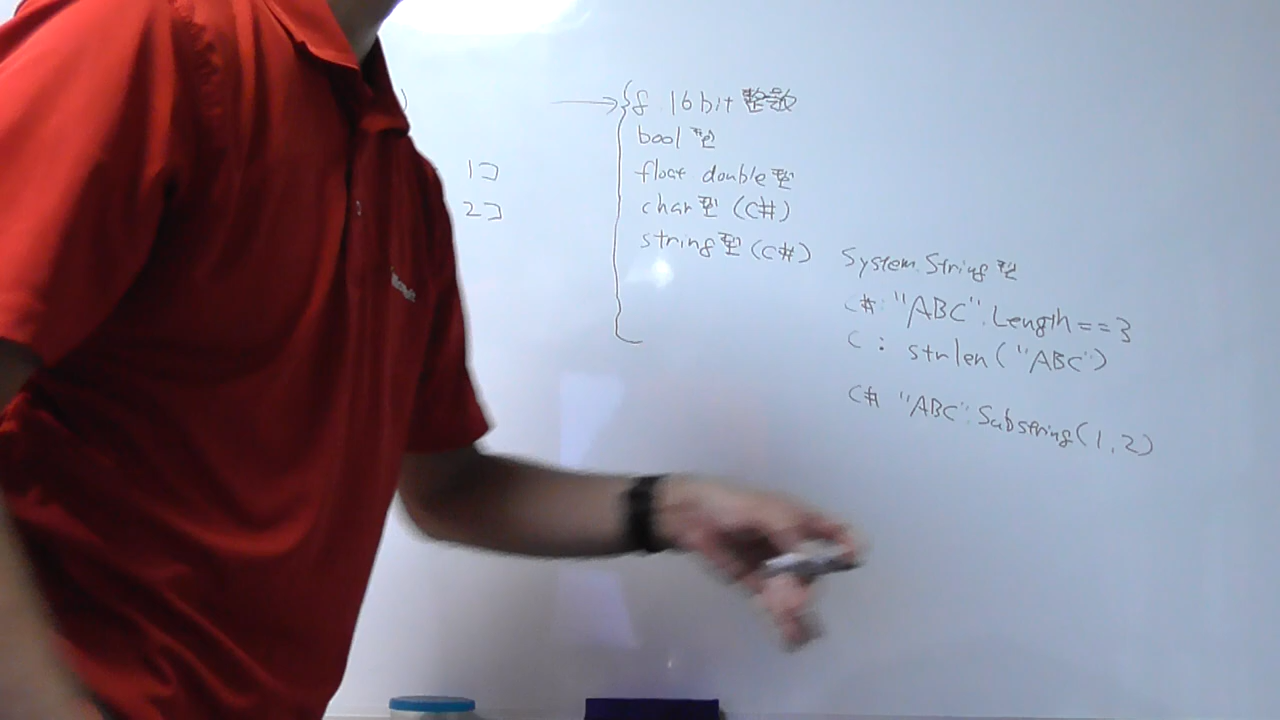 1コ
2コ
8 16bit 整数
bool 型
float double 型
char 型 (C#)
string 型 (C#)
System.String 型
C#: "ABC".Length == 3
C : strlen("ABC")
C# "ABC".Substring(1,2)